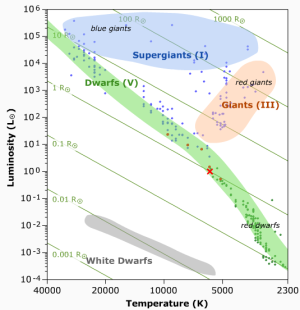 10⁶
10⁵
10⁴
10³
10²
10¹
10⁰
10⁻¹
10⁻²
10⁻³
10⁻⁴
Luminosity (L⊙)
100 R⊙
1000 R⊙
blue giants
10 R⊙
Supergiants (I)
Dwarfs (V)
red giants
1 R⊙
Giants (III)
0.1 R⊙
0.01 R⊙
red dwarfs
White Dwarfs
0.001 R⊙
40000
20000
10000
5000
2300
Temperature (K)